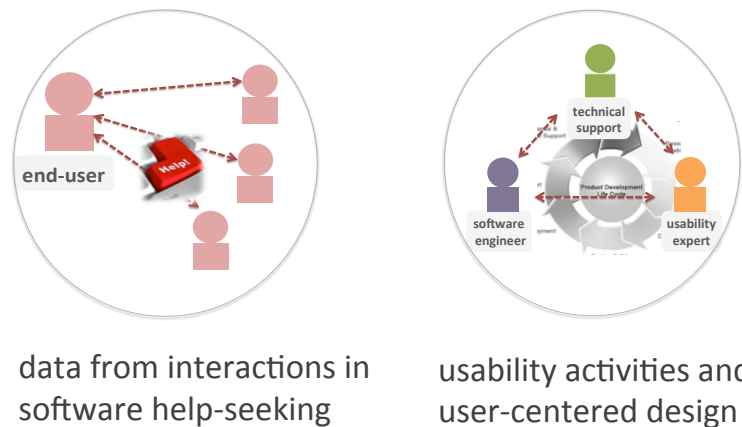 end-user
Help!
technical
support
Support
Product Development
Life Cycle
software
engineer
usability
expert
data from interactions in
software help-seeking
usability activities and
user-centered design